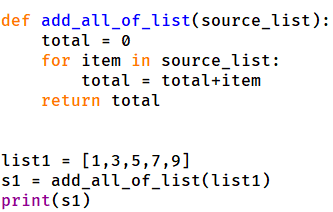 def add_all_of_list(source_list):
    total = 0
    for item in source_list:
        total = total+item
    return total


list1 = [1,3,5,7,9]
s1 = add_all_of_list(list1)
print(s1)